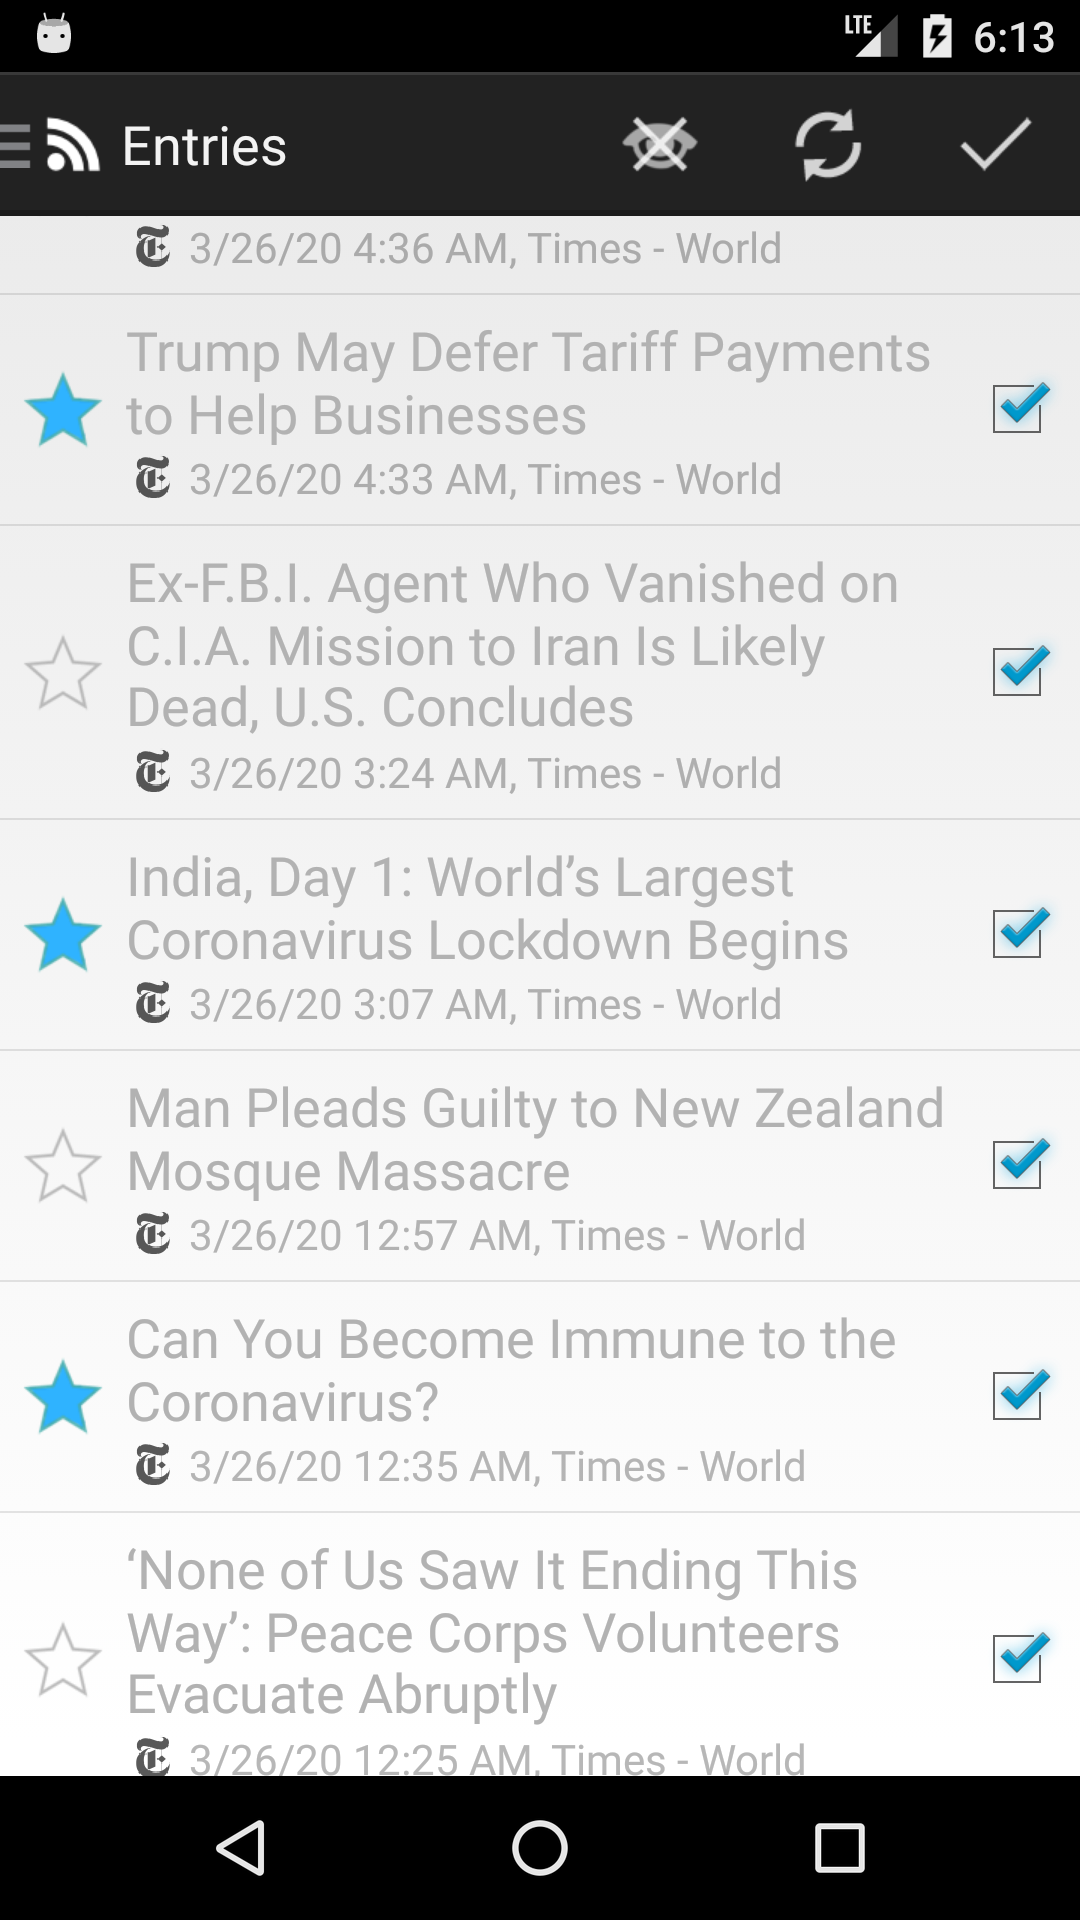 LTE 6:13
Entries
3/26/20 4:36 AM, Times - World
Trump May Defer Tariff Payments
to Help Businesses
3/26/20 4:33 AM, Times - World
Ex-F.B.I. Agent Who Vanished on
C.I.A. Mission to Iran Is Likely
Dead, U.S. Concludes
3/26/20 3:24 AM, Times - World
India, Day 1: World’s Largest
Coronavirus Lockdown Begins
3/26/20 3:07 AM, Times - World
Man Pleads Guilty to New Zealand
Mosque Massacre
3/26/20 12:57 AM, Times - World
Can You Become Immune to the
Coronavirus?
3/26/20 12:35 AM, Times - World
‘None of Us Saw It Ending This
Way’: Peace Corps Volunteers
Evacuate Abruptly
3/26/20 12:25 AM, Times - World